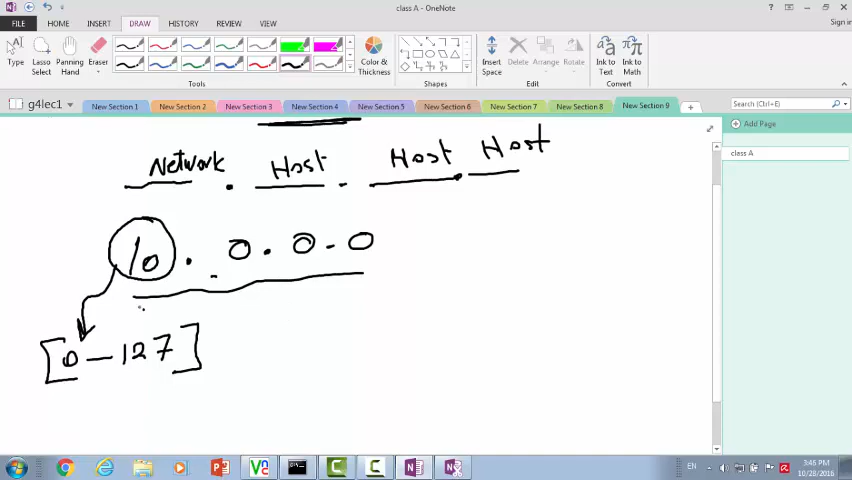 class A - OneNote
FILE HOME INSERT DRAW HISTORY REVIEW VIEW
Sign in
Type Lasso Select Panning Hand Eraser
Color & Thickness
Insert Space Delete Arrange Rotate
Ink to Text Ink to Math
Tools Shapes Edit Convert
g4lec1 New Section 1 New Section 2 New Section 3 New Section 4 New Section 5 New Section 6 New Section 7 New Section 8 New Section 9 Search (Ctrl+E)
Add Page
class A
Network . Host . Host . Host
10 . 0 . 0 . 0
[0 - 127]
EN 3:46 PM
10/28/2016